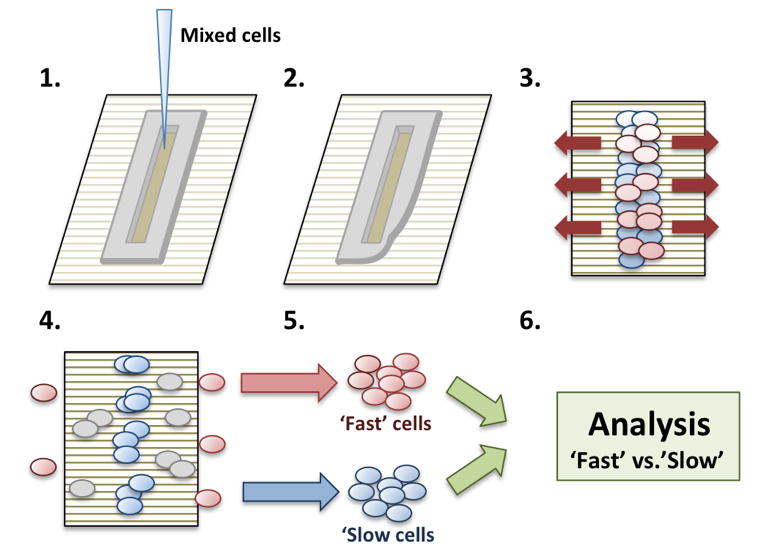 Mixed cells
1.
2.
3.
4.
5.
6.
‘Fast’ cells
‘Slow cells
Analysis
‘Fast’ vs.’Slow’